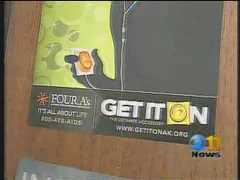 FOUR A's
IT'S ALL ABOUT LIFE
800-478-AIDS
GET IT ON
THE ULTIMATE ACCESSORY
WWW.GETITONAK.ORG
11
News